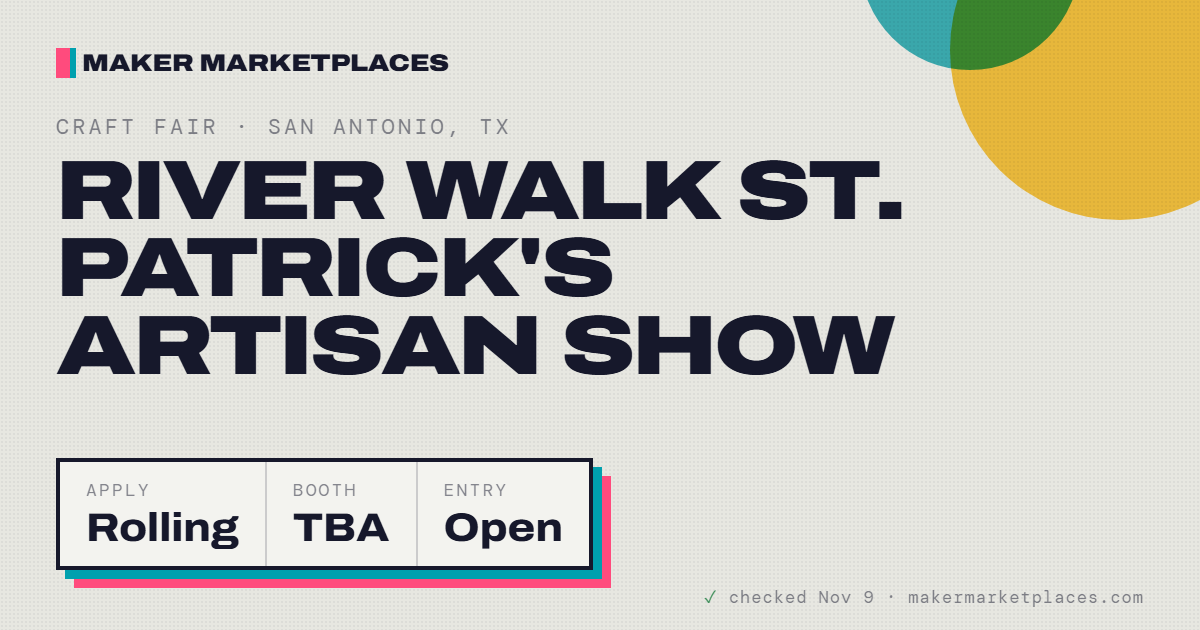 MAKER MARKETPLACES
CRAFT FAIR · SAN ANTONIO, TX
RIVER WALK ST.
PATRICK'S
ARTISAN SHOW
APPLY BOOTH ENTRY
Rolling TBA Open
✓ checked Nov 9 · makermarketplaces.com